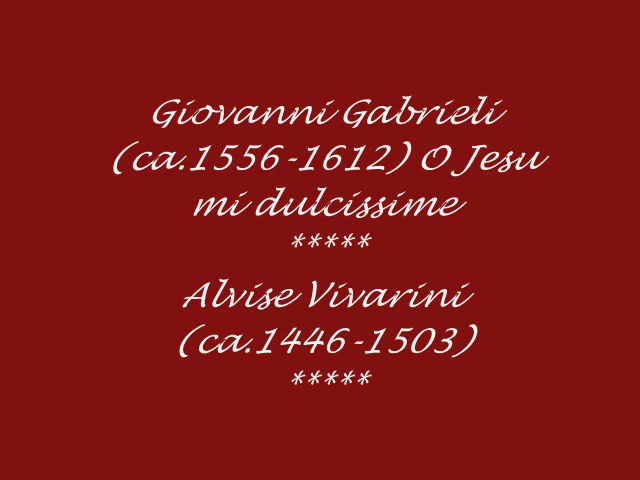 Giovanni Gabrieli
(ca.1556-1612) O Jesu
mi dulcissime
*****
Alvise Vivarini
(ca.1446-1503)
*****